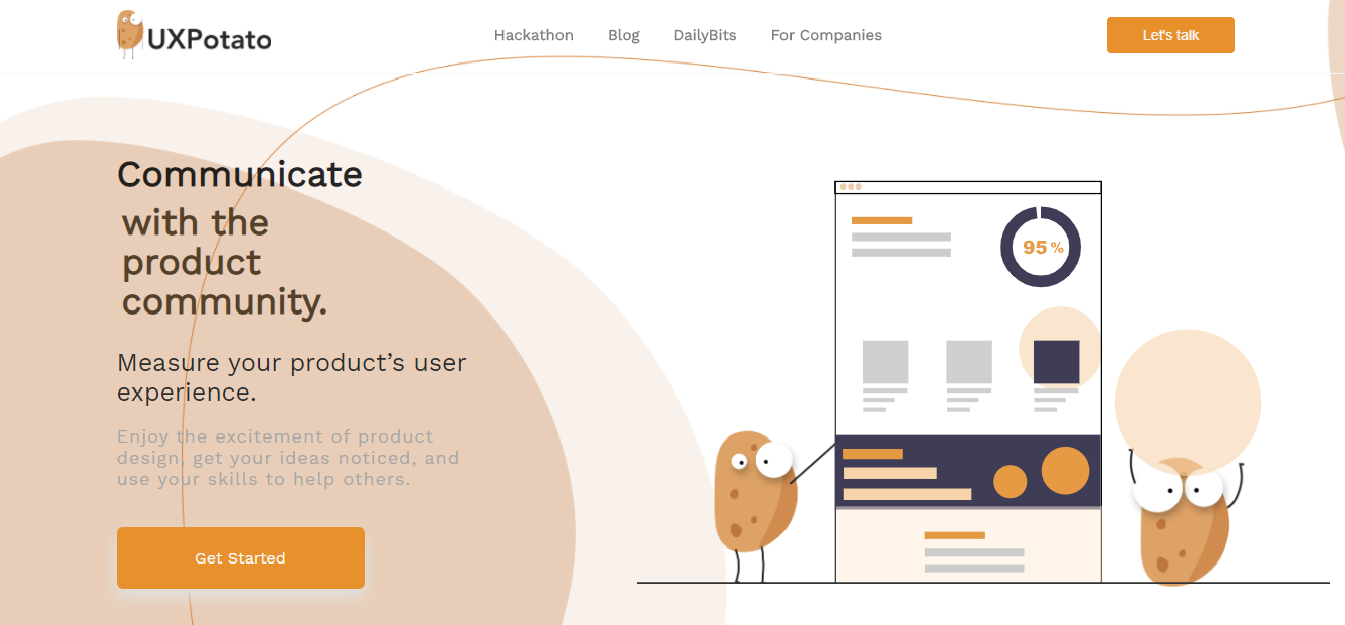 UXPotato
Hackathon
Blog
DailyBits
For Companies
Let's talk
Communicate
with the
product
community.
Measure your product’s user
experience.
Enjoy the excitement of product
design, get your ideas noticed, and
use your skills to help others.
Get Started
95 %